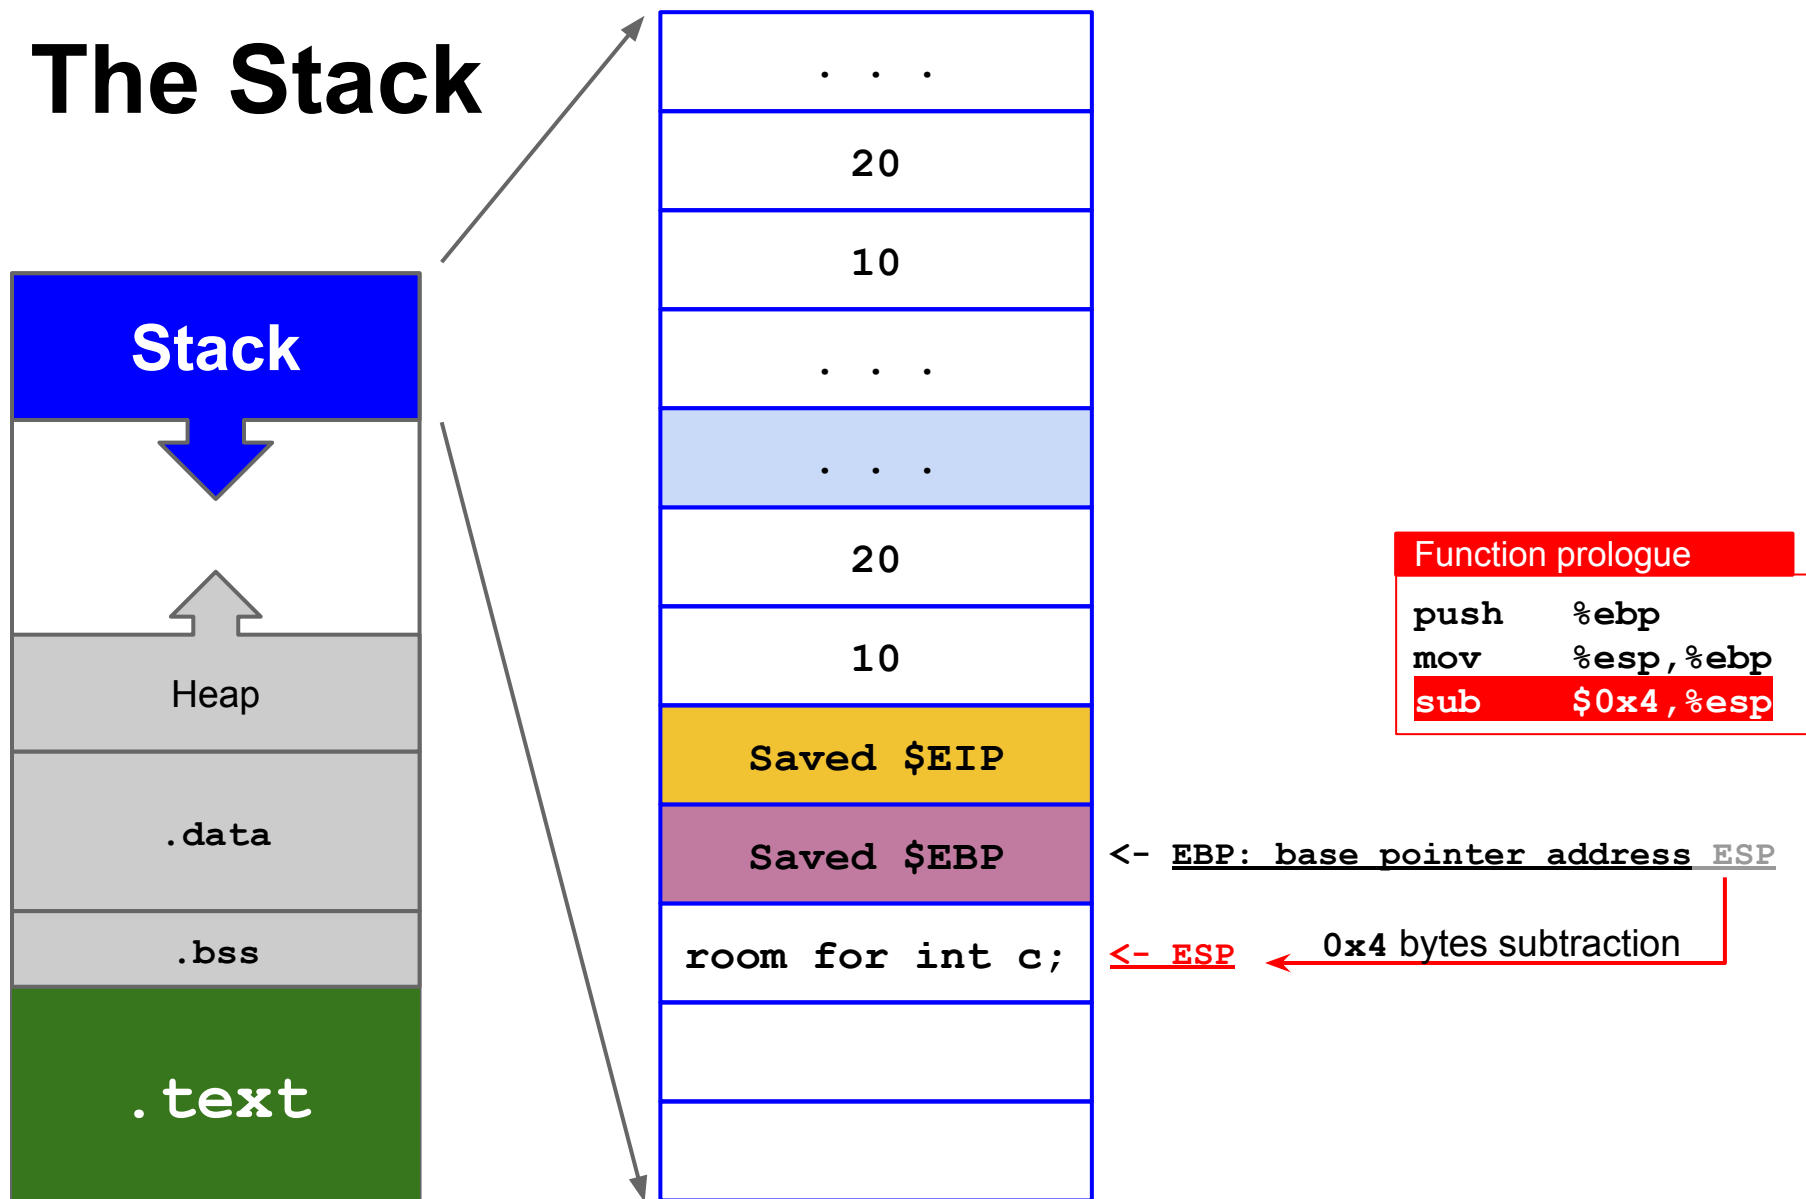 The Stack
Stack
Heap
.data
.bss
.text
. . .
20
10
. . .
. . .
20
10
Saved $EIP
Saved $EBP
room for int c;
<- EBP: base pointer address ESP
<- ESP
0x4 bytes subtraction
Function prologue
push %ebp
mov %esp,%ebp
sub $0x4,%esp